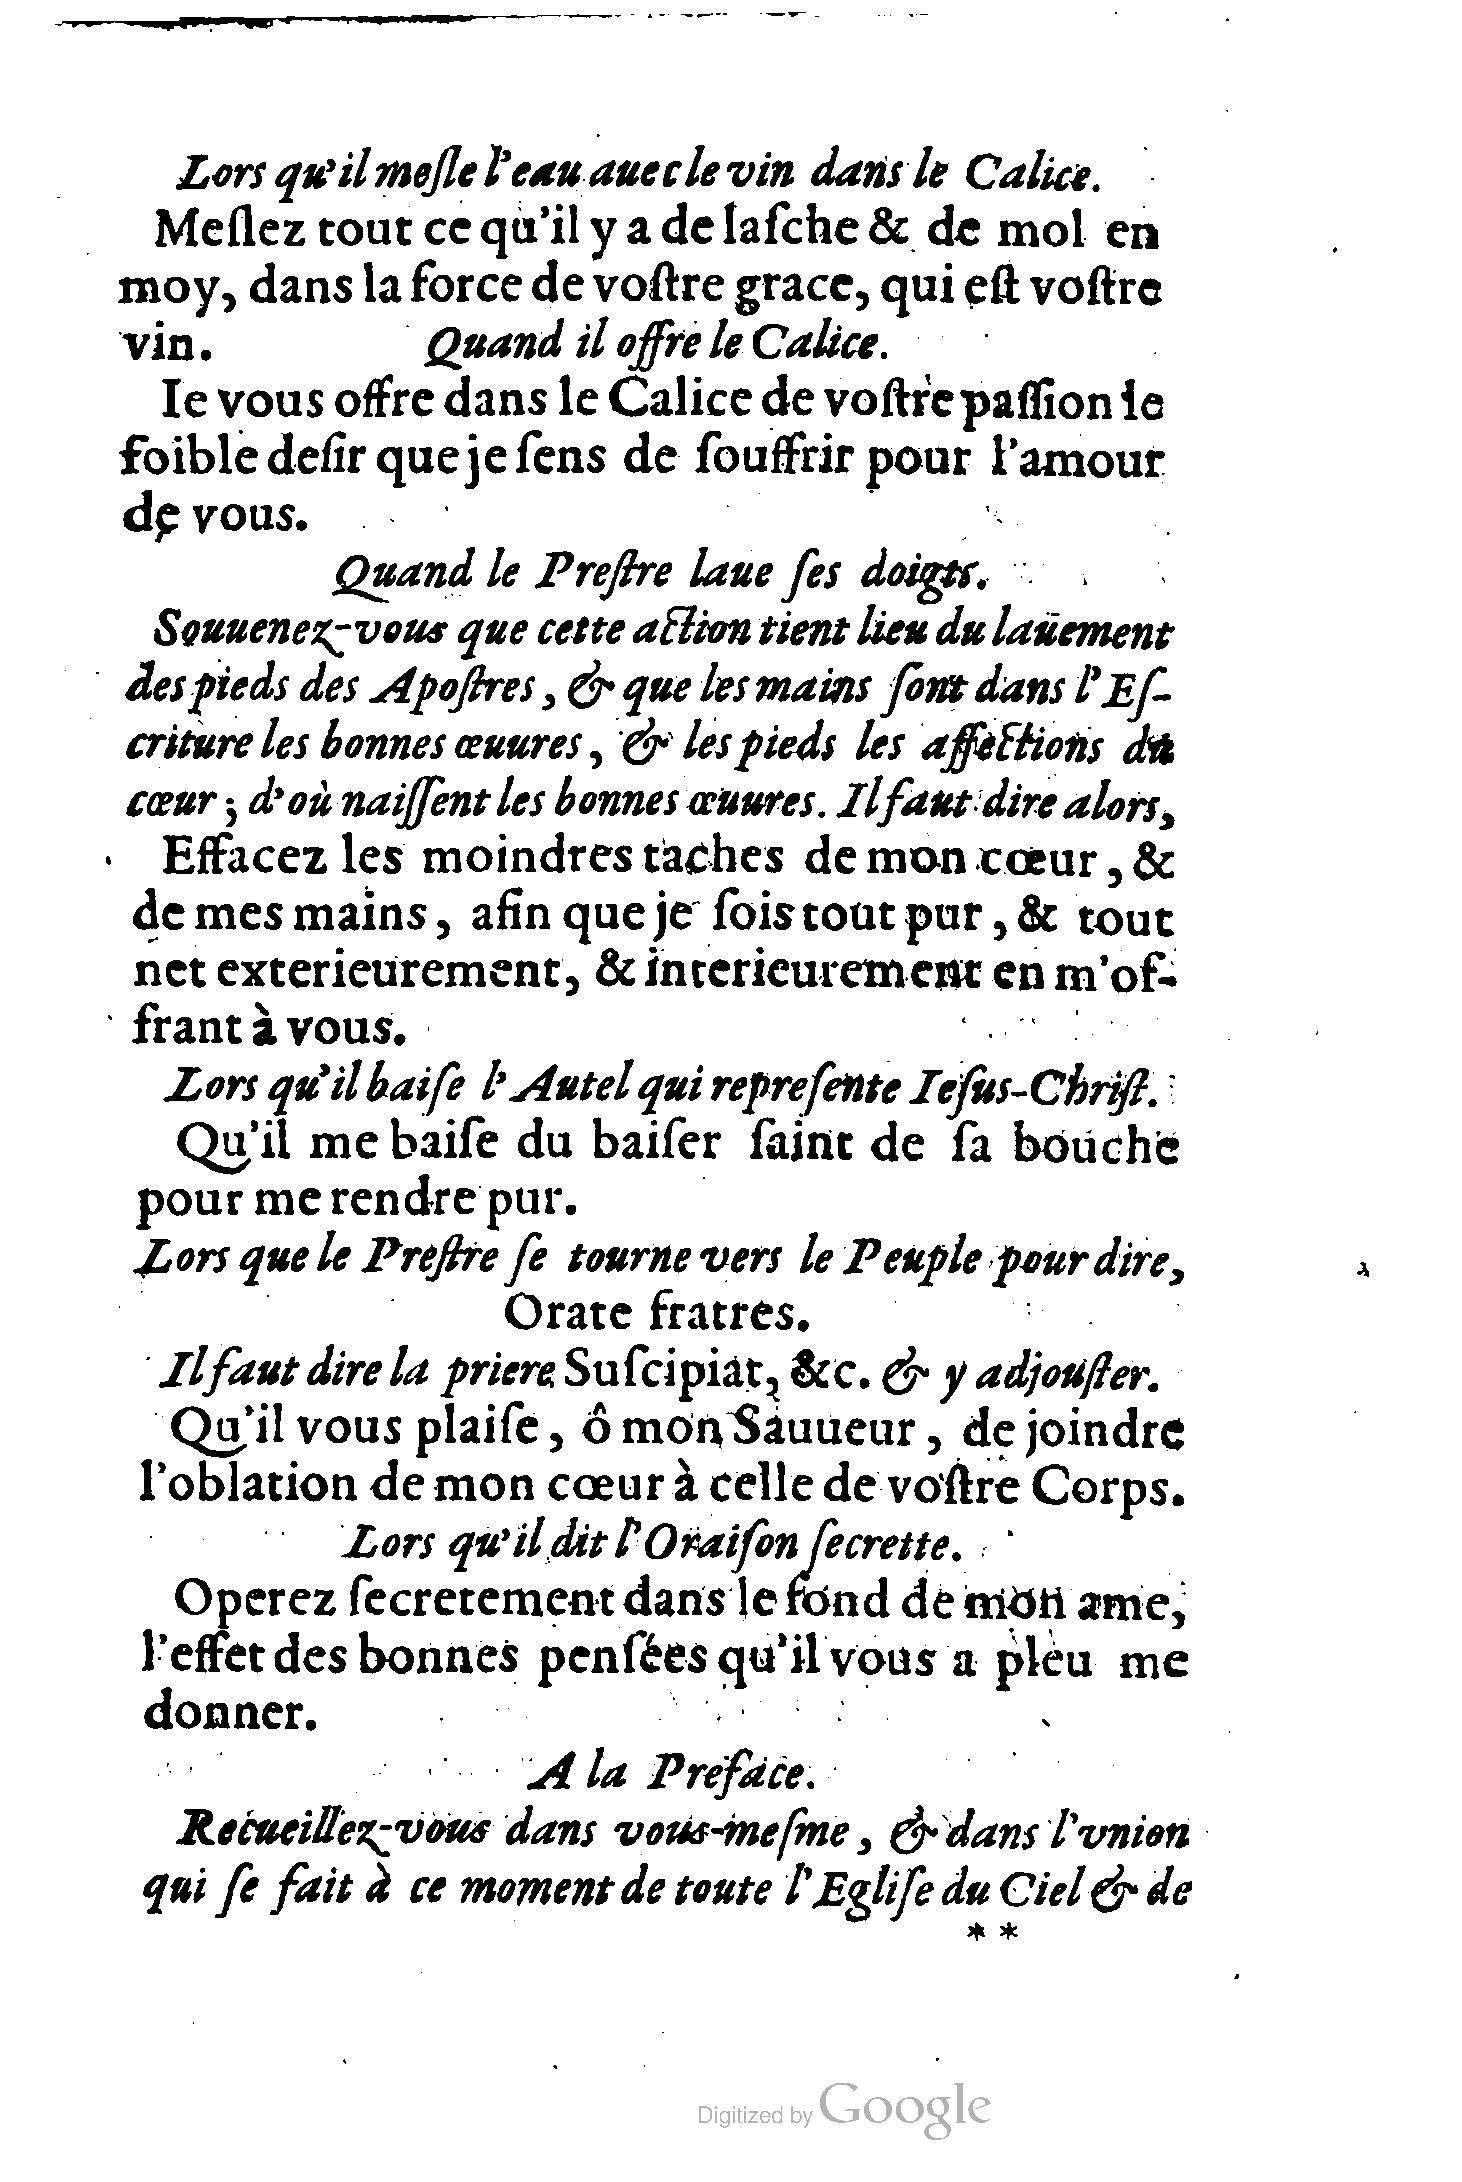 Lors qu'il meſle l'eau auec le vin dans le Calice.
Meſlez tout ce qu'il y a de laſche & de mol en
moy, dans la force de voſtre grace, qui eſt voſtre
vin. Quand il offre le Calice.
Ie vous offre dans le Calice de voſtre paſſion le
foible deſir que je ſens de ſouffrir pour l'amour
de vous.
Quand le Preſtre laue ſes doigts.
Souuenez-vous que cette action tient lieu du laūement
des pieds des Apoſtres, & que les mains ſont dans l'Eſ-
criture les bonnes œuures, & les pieds les affections du
cœur ; d'où naiſſent les bonnes œuures. Il faut dire alors,
Effacez les moindres taches de mon cœur, &
de mes mains, afin que je ſois tout pur, & tout
net exterieurement, & interieurement en m'of-
frant à vous.
Lors qu'il baiſe l'Autel qui repreſente Ieſus-Chriſt.
Qu'il me baiſe du baiſer ſaint de ſa bouche
pour me rendre pur.
Lors que le Preſtre ſe tourne vers le Peuple pour dire,
Orate fratres.
Il faut dire la priere Suſcipiat, &c. & y adjouſter.
Qu'il vous plaiſe, ô mon Sauueur, de joindre
l'oblation de mon cœur à celle de voſtre Corps.
Lors qu'il dit l'Oraiſon ſecrette.
Operez ſecretement dans le fond de mon ame,
l'effet des bonnes penſées qu'il vous a pleu me
donner.
A la Preface.
Recueillez-vous dans vous-meſme, & dans l'vnion
qui ſe fait à ce moment de toute l'Egliſe du Ciel & de
* *
Digitized by Google